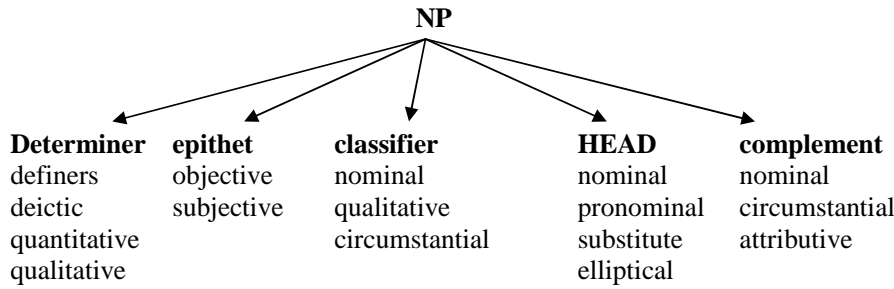 NP
Determiner epithet classifier HEAD complement
definers objective nominal nominal nominal
deictic subjective qualitative pronominal circumstantial
quantitative circumstantial substitute attributive
qualitative elliptical